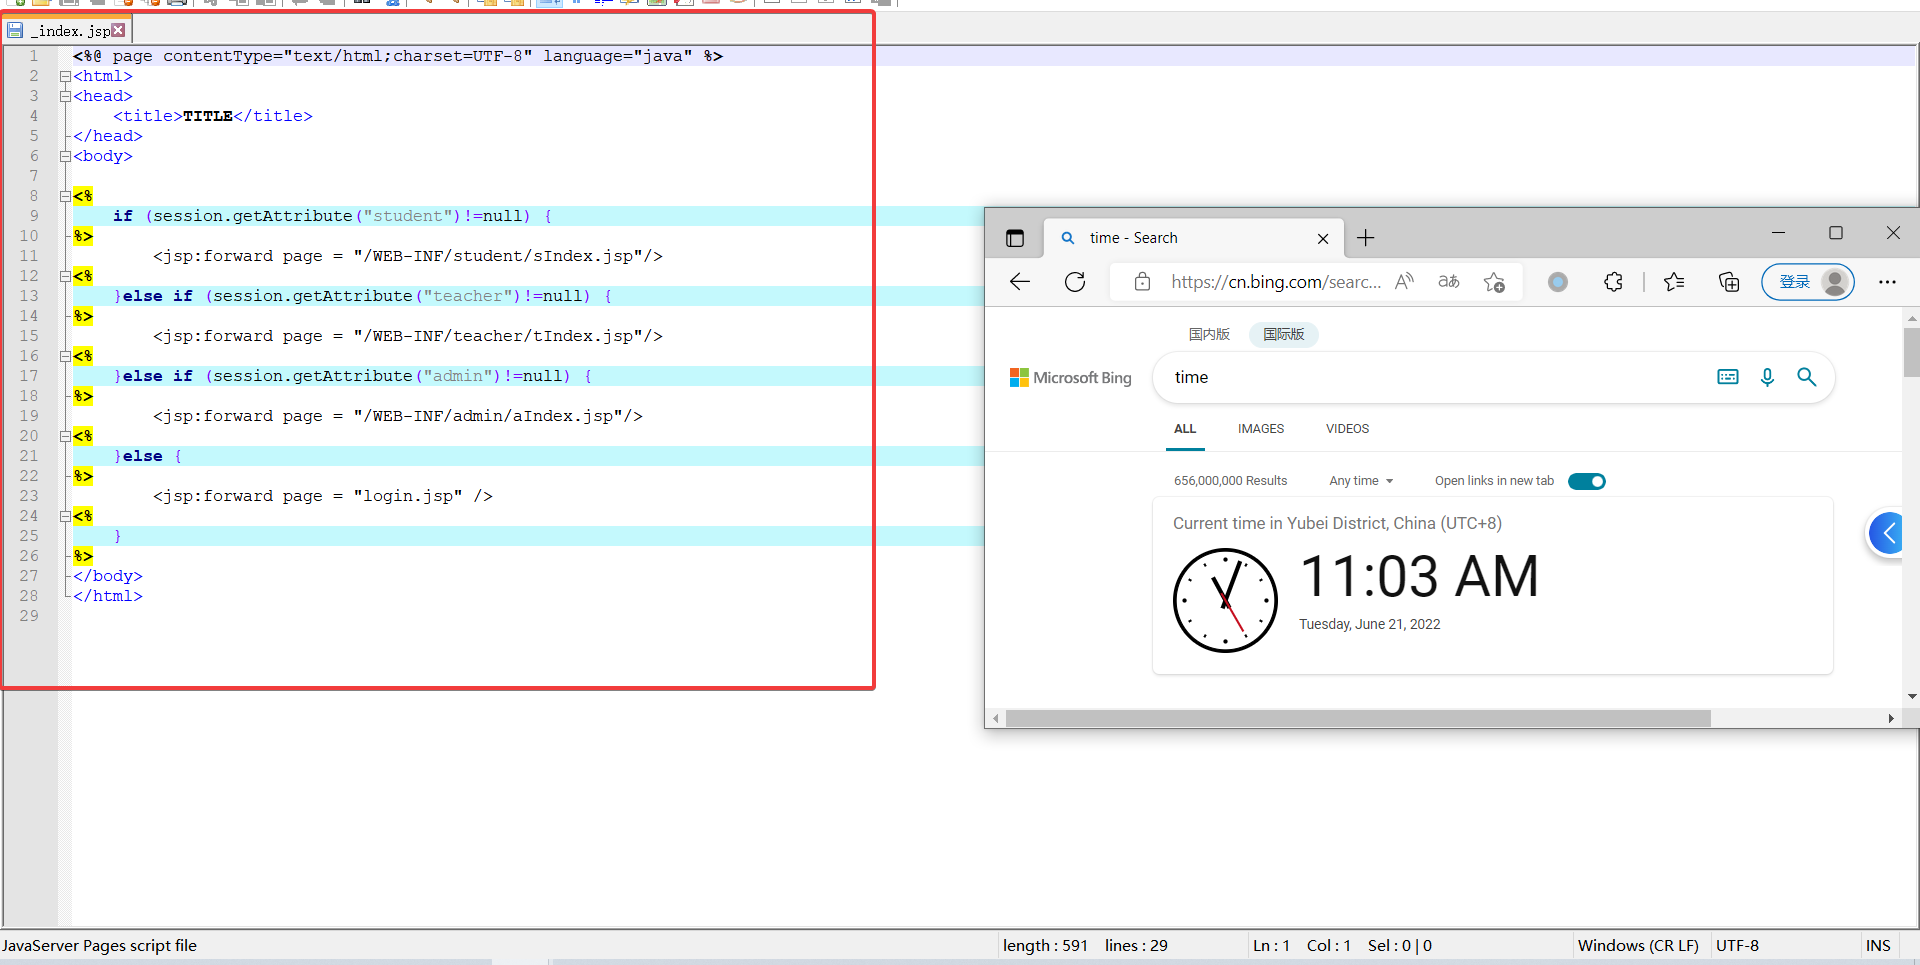 _index.jsp
1 <%@ page contentType="text/html;charset=UTF-8" language="java" %>
2 <html>
3 <head>
4 <title>TITLE</title>
5 </head>
6 <body>
7
8 <%
9 if (session.getAttribute("student")!=null) {
10 %>
11 <jsp:forward page = "/WEB-INF/student/sIndex.jsp"/>
12 <%
13 }else if (session.getAttribute("teacher")!=null) {
14 %>
15 <jsp:forward page = "/WEB-INF/teacher/tIndex.jsp"/>
16 <%
17 }else if (session.getAttribute("admin")!=null) {
18 %>
19 <jsp:forward page = "/WEB-INF/admin/aIndex.jsp"/>
20 <%
21 }else {
22 %>
23 <jsp:forward page = "login.jsp" />
24 <%
25 }
26 %>
27 </body>
28 </html>
29
time - Search
https://cn.bing.com/searc...
登录
国内版 国际版
Microsoft Bing
time
ALL IMAGES VIDEOS
656,000,000 Results Any time Open links in new tab
Current time in Yubei District, China (UTC+8)
11:03 AM
Tuesday, June 21, 2022
JavaServer Pages script file length : 591 lines : 29 Ln : 1 Col : 1 Sel : 0 | 0 Windows (CR LF) UTF-8 INS